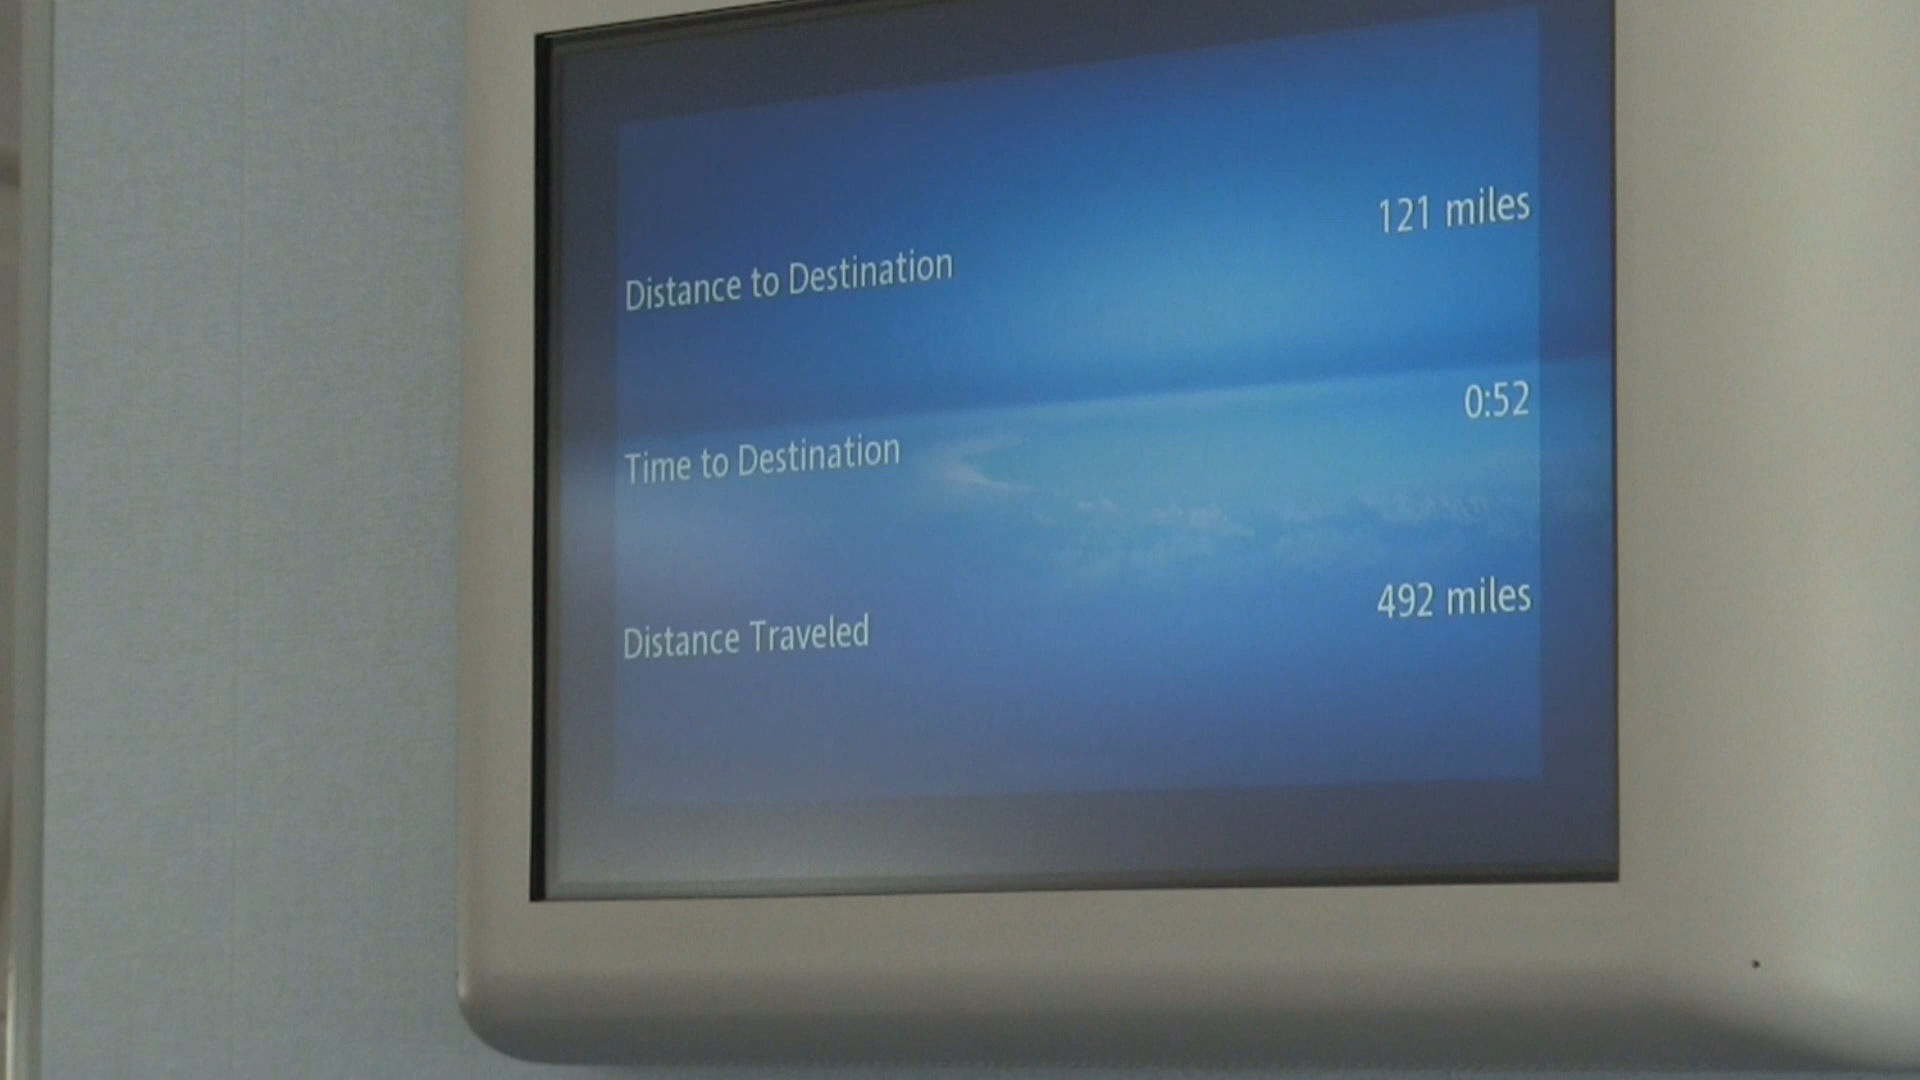 Distance to Destination 121 miles
Time to Destination 0:52
Distance Traveled 492 miles